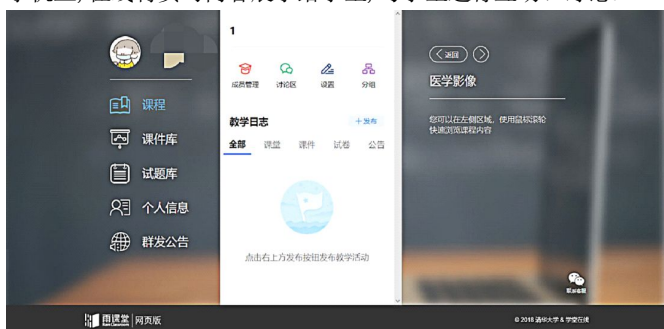 1
成员管理 讨论区 设置 分组
教学日志 +发布
全部 课堂 课件 试卷 公告
点击右上方发布按钮发布教学活动
课程
课件库
试题库
个人信息
群发公告
返回
医学影像
您可以在左侧区域，使用鼠标滚轮
快速浏览课程内容
联系客服
雨课堂 网页版
© 2018 清华大学 & 学堂在线